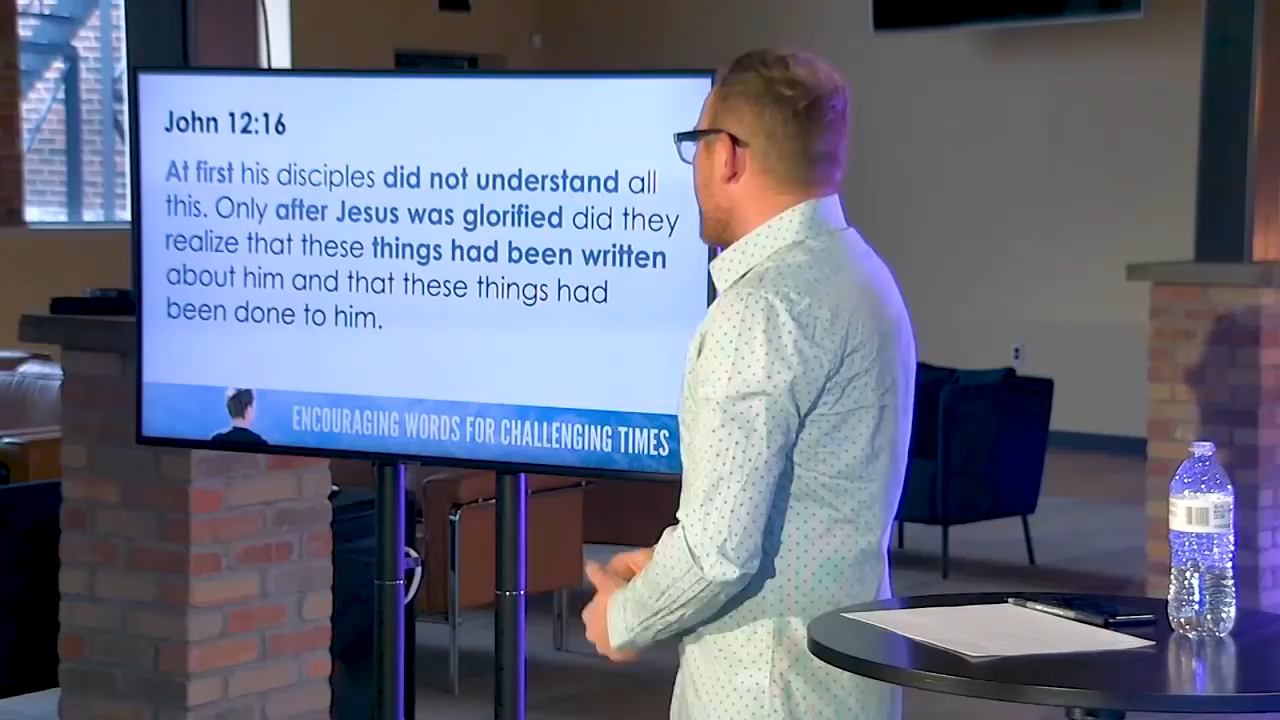 John 12:16
At first his disciples did not understand all
this. Only after Jesus was glorified did they
realize that these things had been written
about him and that these things had
been done to him.
ENCOURAGING WORDS FOR CHALLENGING TIMES